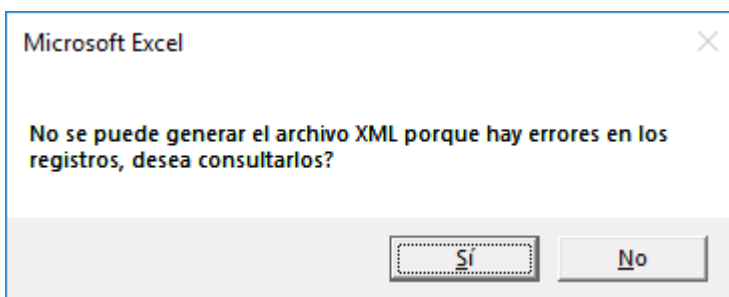 Microsoft Excel
No se puede generar el archivo XML porque hay errores en los
registros, desea consultarlos?
Sí
No